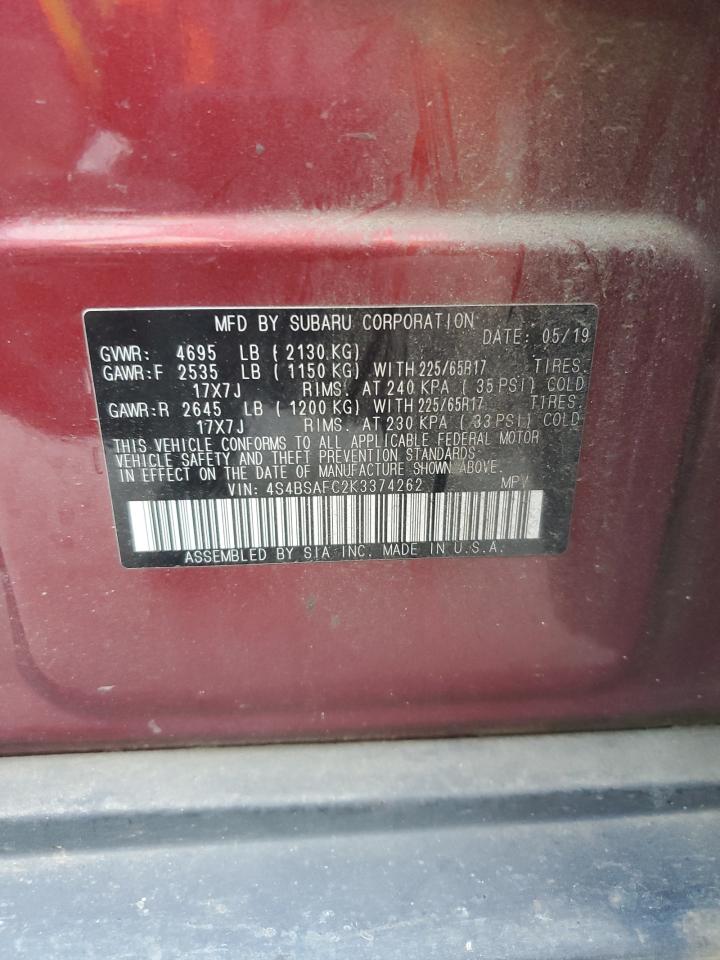 MFD BY SUBARU CORPORATION DATE: 05/19
GVWR: 4695 LB ( 2130 KG)
GAWR:F 2535 LB ( 1150 KG) WITH 225/65R17 TIRES.
17X7J RIMS. AT 240 KPA ( 35 PSI) COLD
GAWR:R 2645 LB ( 1200 KG) WITH 225/65R17 TIRES.
17X7J RIMS. AT 230 KPA ( 33 PSI) COLD
THIS VEHICLE CONFORMS TO ALL APPLICABLE FEDERAL MOTOR
VEHICLE SAFETY AND THEFT PREVENTION STANDARDS
IN EFFECT ON THE DATE OF MANUFACTURE SHOWN ABOVE.
VIN: 4S4BSAFC2K3374262 MPV
ASSEMBLED BY SIA INC. MADE IN U.S.A.